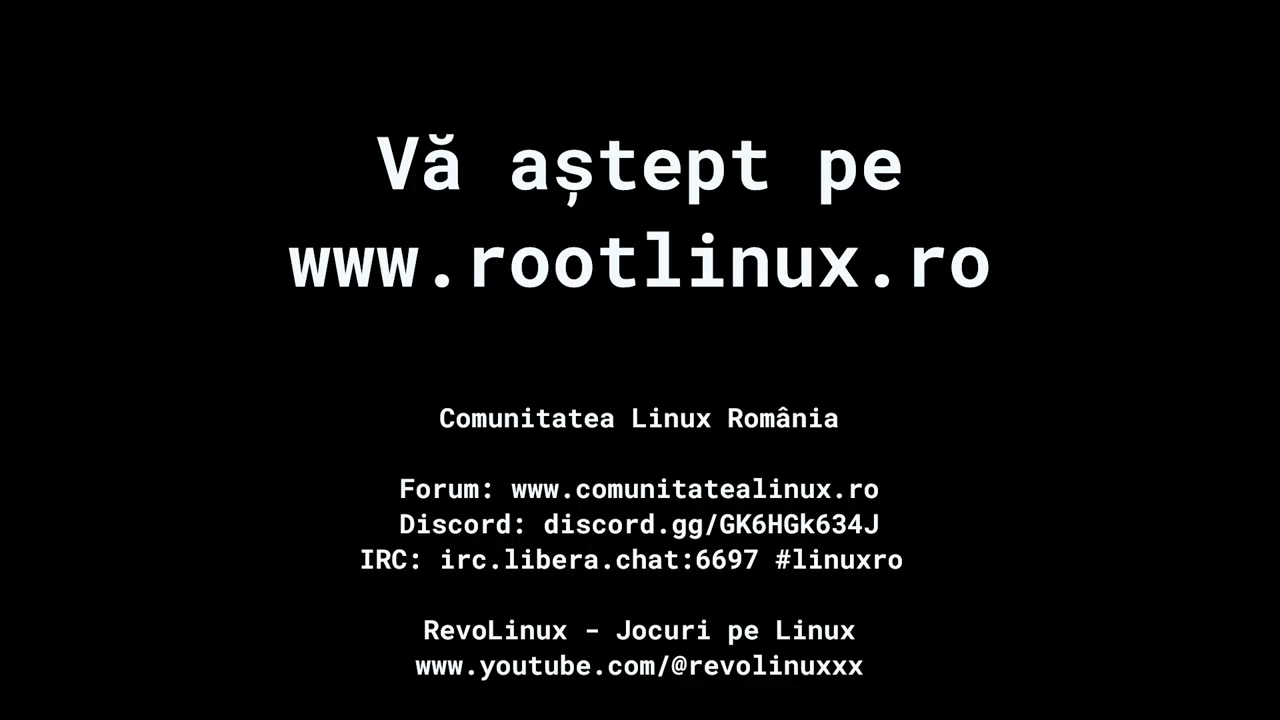 Vă aștept pe
www.rootlinux.ro
Comunitatea Linux România
Forum: www.comunitatealinux.ro
Discord: discord.gg/GK6HGk634J
IRC: irc.libera.chat:6697 #linuxro
RevoLinux - Jocuri pe Linux
www.youtube.com/@revolinuxxx